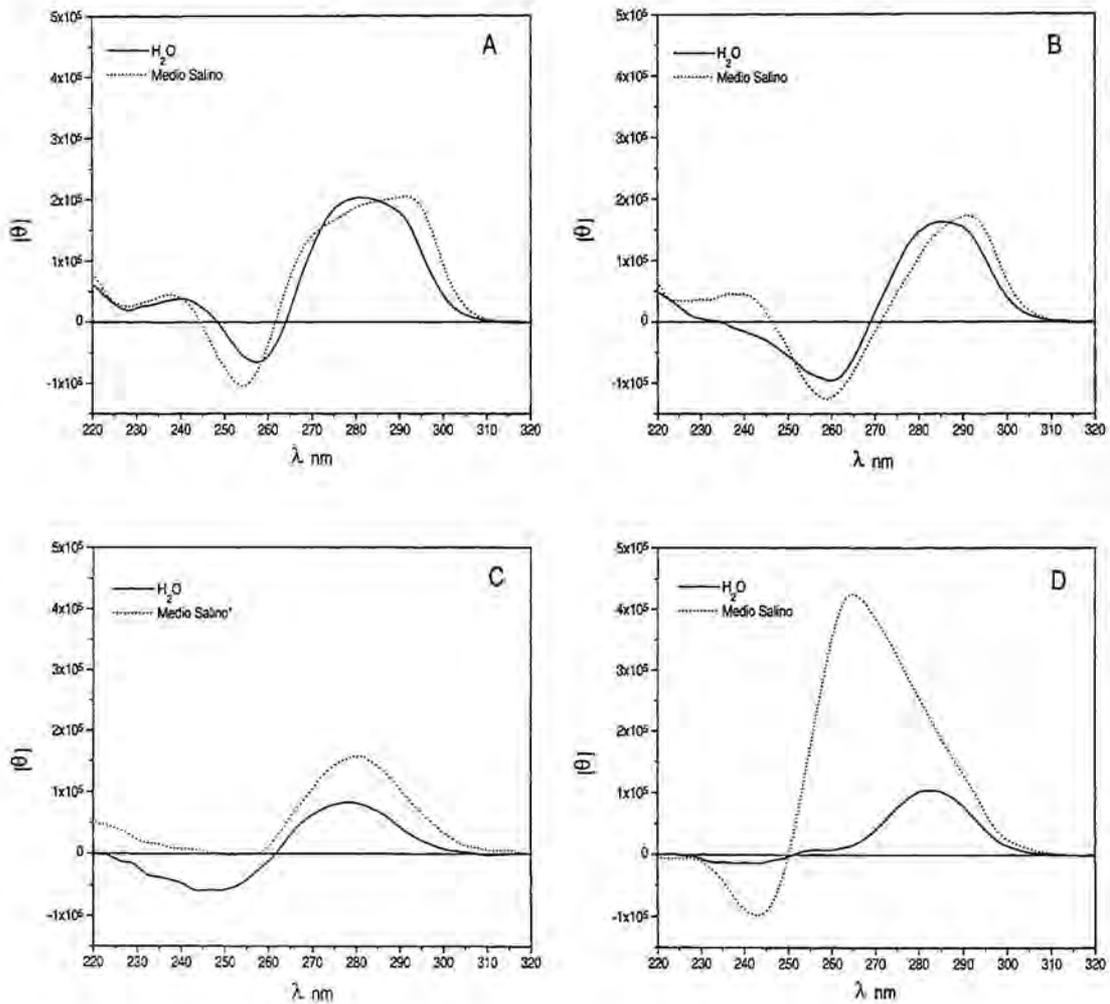 A
H₂O
Medio Salino
5x10⁵
4x10⁵
3x10⁵
2x10⁵
1x10⁵
0
-1x10⁵
[θ]
220 230 240 250 260 270 280 290 300 310 320
λ nm
B
H₂O
Medio Salino
5x10⁵
4x10⁵
3x10⁵
2x10⁵
1x10⁵
0
-1x10⁵
[θ]
220 230 240 250 260 270 280 290 300 310 320
λ nm
C
H₂O
Medio Salino*
5x10⁵
4x10⁵
3x10⁵
2x10⁵
1x10⁵
0
-1x10⁵
[θ]
220 230 240 250 260 270 280 290 300 310 320
λ nm
D
H₂O
Medio Salino
5x10⁵
4x10⁵
3x10⁵
2x10⁵
1x10⁵
0
-1x10⁵
[θ]
220 230 240 250 260 270 280 290 300 310 320
λ nm